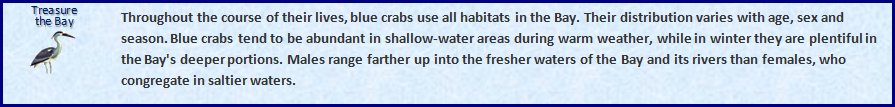 Treasure
the Bay
Throughout the course of their lives, blue crabs use all habitats in the Bay. Their distribution varies with age, sex and
season. Blue crabs tend to be abundant in shallow-water areas during warm weather, while in winter they are plentiful in
the Bay's deeper portions. Males range farther up into the fresher waters of the Bay and its rivers than females, who
congregate in saltier waters.